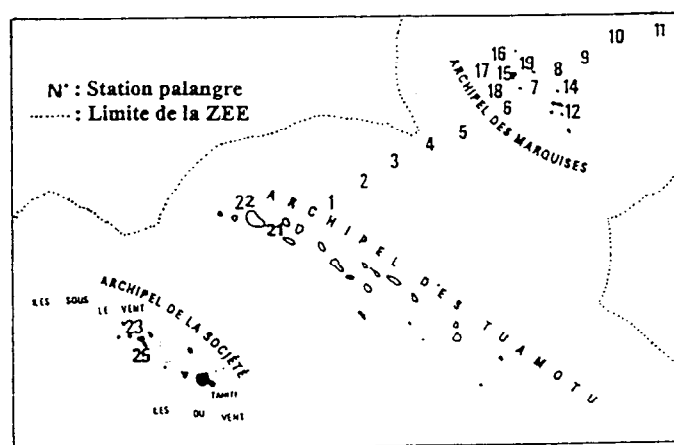 10 11
16 9
17 15 19 8
18 7 14
6 12
N° : Station palangre
........ : Limite de la ZEE
ARCHIPEL DES MARQUISES
5
4
3
2
1
22
21
ARCHIPEL D'ES TUAMOTU
ARCHIPEL DE LA SOCIÉTÉ
ILES SOUS
LE VENT
23
25
TAHITI
ILES DU VENT